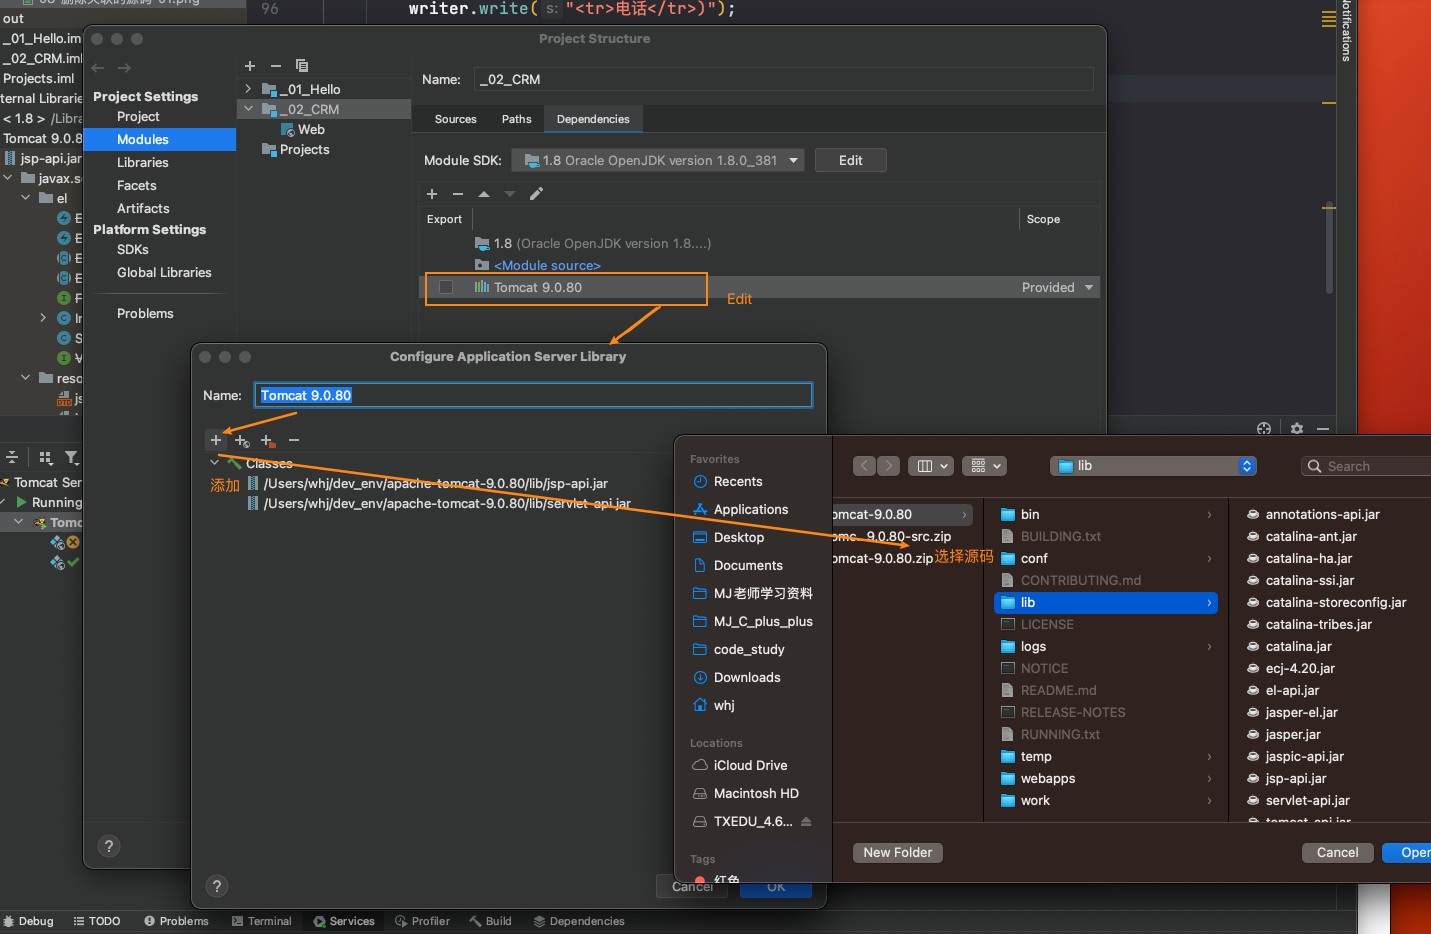 out
_01_Hello.im
_02_CRM.iml
Projects.iml
ternal Librarie
< 1.8 > /Libra
Tomcat 9.0.8
jsp-api.jar
javax.s
el
reso
96
writer.write( s: "<tr>电话</tr>)");
Notifications
Project Structure
Project Settings
Project
Modules
Libraries
Facets
Artifacts
Platform Settings
SDKs
Global Libraries
Problems
_01_Hello
_02_CRM
Web
Projects
Name: _02_CRM
Sources Paths Dependencies
Module SDK: 1.8 Oracle OpenJDK version 1.8.0_381 Edit
Export Scope
1.8 (Oracle OpenJDK version 1.8....)
<Module source>
Tomcat 9.0.80 Provided
Edit
Configure Application Server Library
Name: Tomcat 9.0.80
Classes
添加
/Users/whj/dev_env/apache-tomcat-9.0.80/lib/jsp-api.jar
/Users/whj/dev_env/apache-tomcat-9.0.80/lib/servlet-api.jar
?
?
Cancel OK
Favorites
Recents
Applications
Desktop
Documents
MJ老师学习资料
MJ_C_plus_plus
code_study
Downloads
whj
Locations
iCloud Drive
Macintosh HD
TXEDU_4.6...
Tags
红色
lib
Search
omcat-9.0.80
omc...9.0.80-src.zip
omcat-9.0.80.zip
选择源码
bin
BUILDING.txt
conf
CONTRIBUTING.md
lib
LICENSE
logs
NOTICE
README.md
RELEASE-NOTES
RUNNING.txt
temp
webapps
work
annotations-api.jar
catalina-ant.jar
catalina-ha.jar
catalina-ssi.jar
catalina-storeconfig.jar
catalina-tribes.jar
catalina.jar
ecj-4.20.jar
el-api.jar
jasper-el.jar
jasper.jar
jaspic-api.jar
jsp-api.jar
servlet-api.jar
tomcat-api.jar
New Folder Cancel Open
Tomcat Ser
Running
Tomc
Debug TODO Problems Terminal Services Profiler Build Dependencies